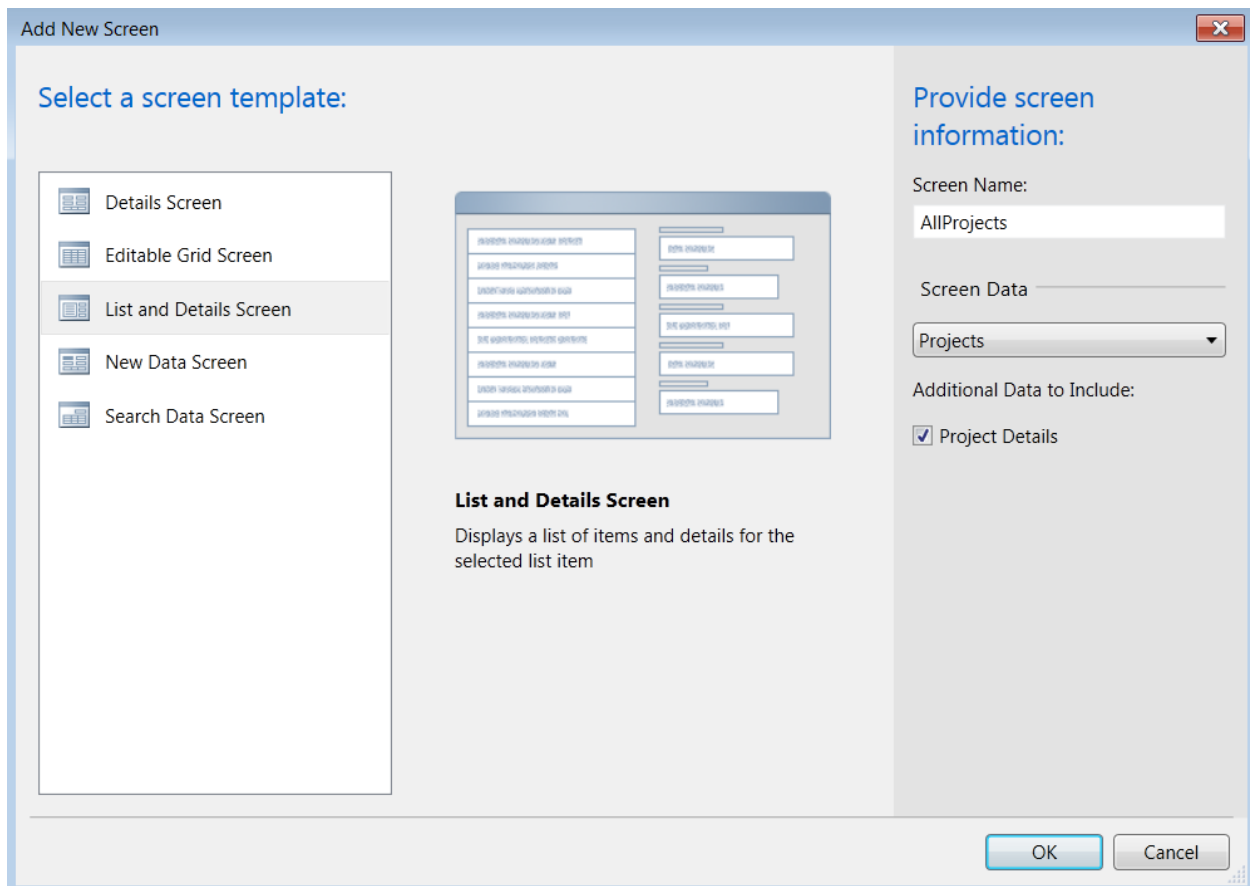 Add New Screen
Select a screen template:
Details Screen
Editable Grid Screen
List and Details Screen
New Data Screen
Search Data Screen
List and Details Screen
Displays a list of items and details for the
selected list item
Provide screen
information:
Screen Name:
AllProjects
Screen Data
Projects
Additional Data to Include:
Project Details
OK
Cancel